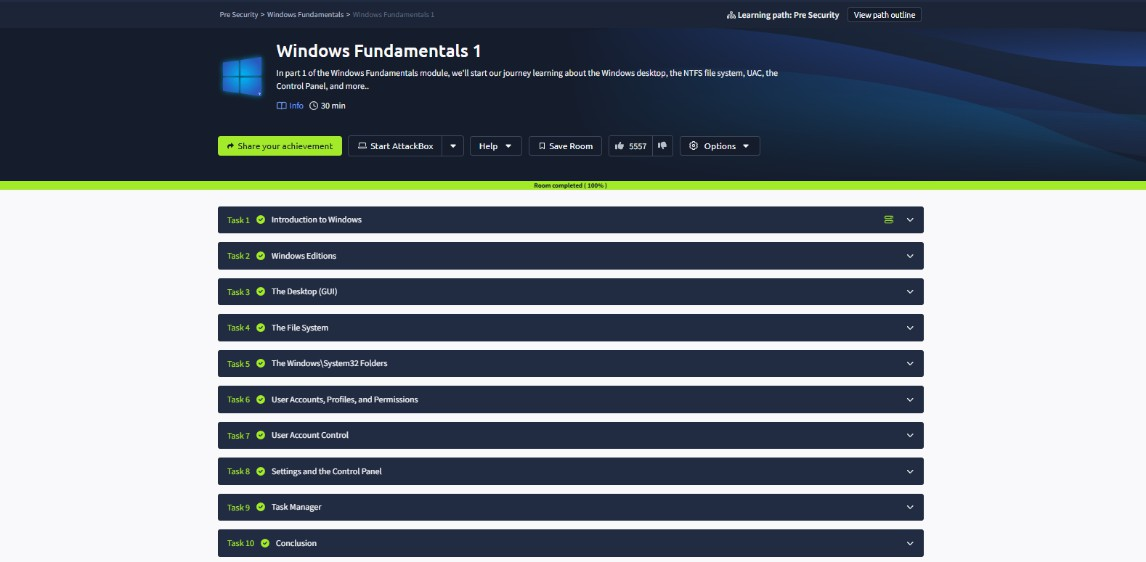 Pre Security > Windows Fundamentals > Windows Fundamentals 1
Learning path: Pre Security View path outline
Windows Fundamentals 1
In part 1 of the Windows Fundamentals module, we'll start our journey learning about the Windows desktop, the NTFS file system, UAC, the
Control Panel, and more..
Info 30 min
Share your achievement Start AttackBox Help Save Room 5557 Options
Room completed ( 100% )
Task 1 Introduction to Windows
Task 2 Windows Editions
Task 3 The Desktop (GUI)
Task 4 The File System
Task 5 The Windows\System32 Folders
Task 6 User Accounts, Profiles, and Permissions
Task 7 User Account Control
Task 8 Settings and the Control Panel
Task 9 Task Manager
Task 10 Conclusion